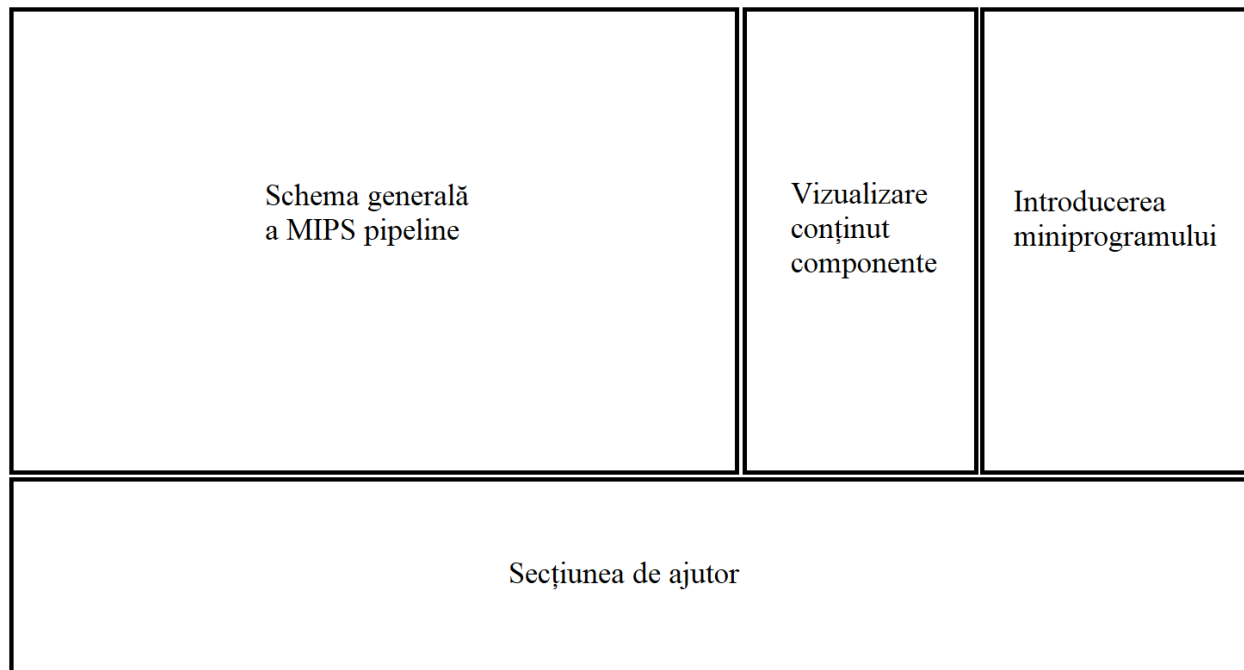 Schema generală
a MIPS pipeline
Vizualizare
conținut
componente
Introducerea
miniprogramului
Secțiunea de ajutor